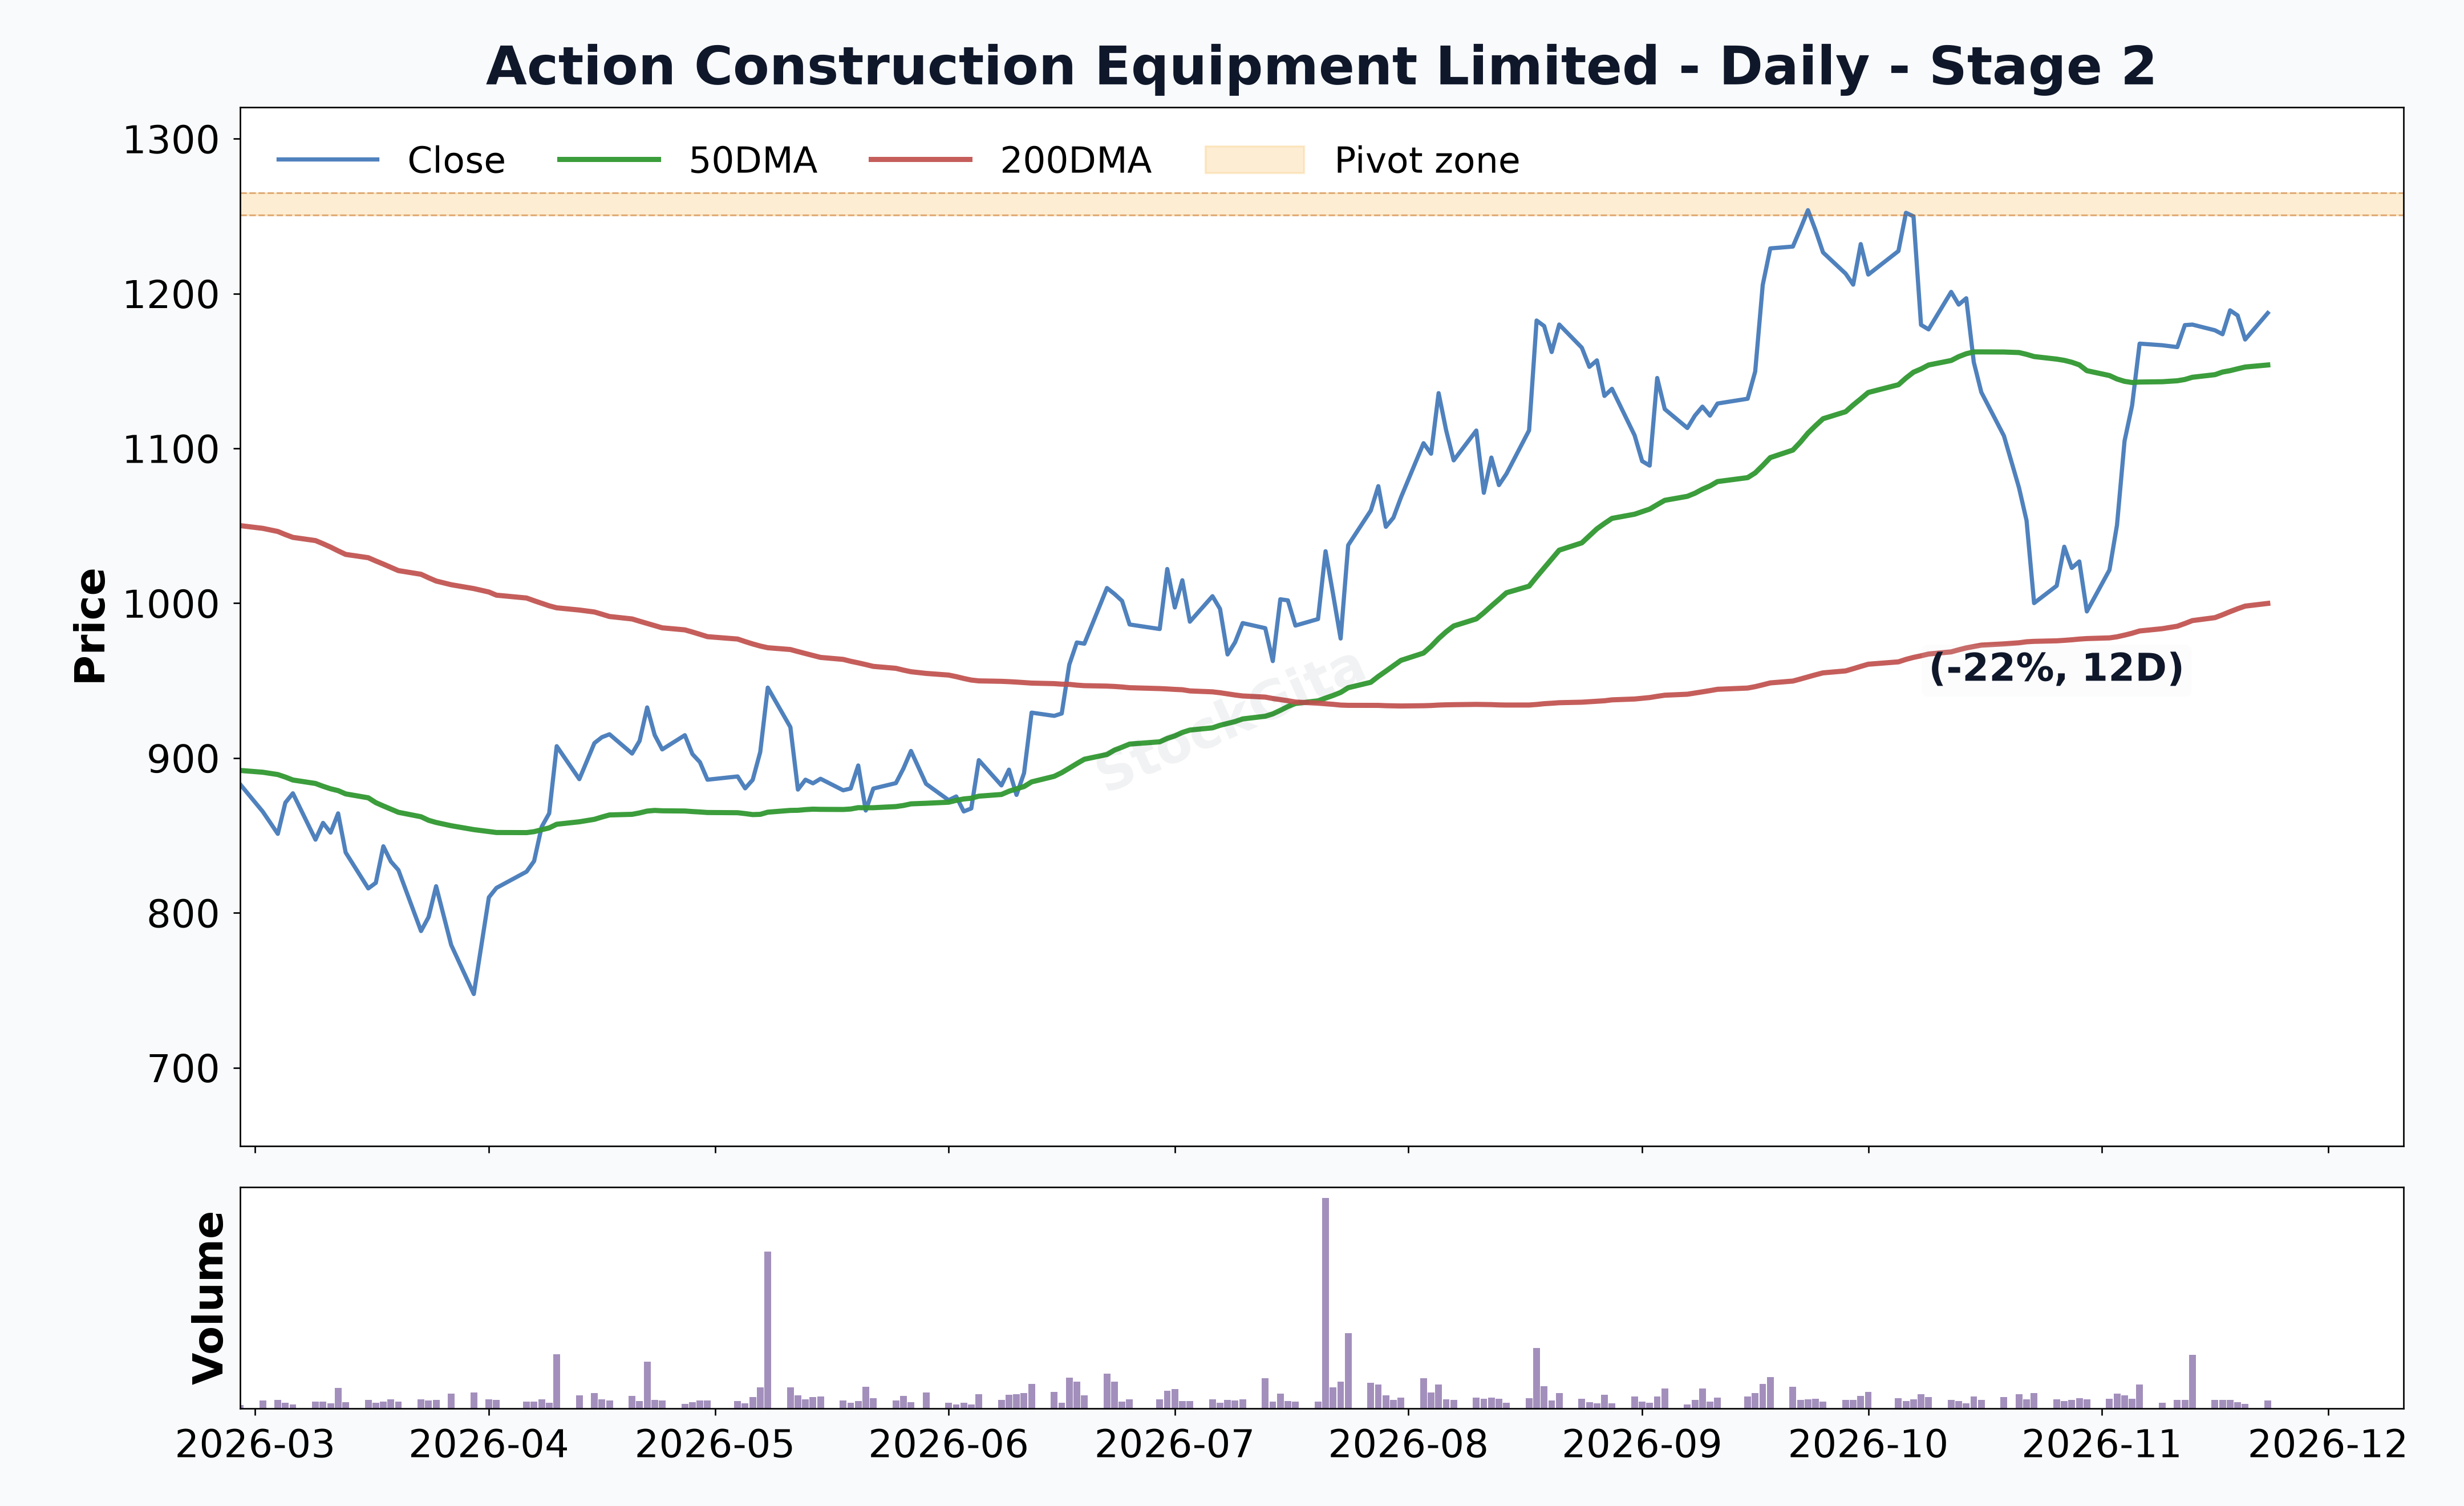 Action Construction Equipment Limited - Daily - Stage 2
Close 50DMA 200DMA Pivot zone
Price
1300
1200
1100
1000
900
800
700
StockGita
(-22%, 12D)
Volume
2026-03 2026-04 2026-05 2026-06 2026-07 2026-08 2026-09 2026-10 2026-11 2026-12